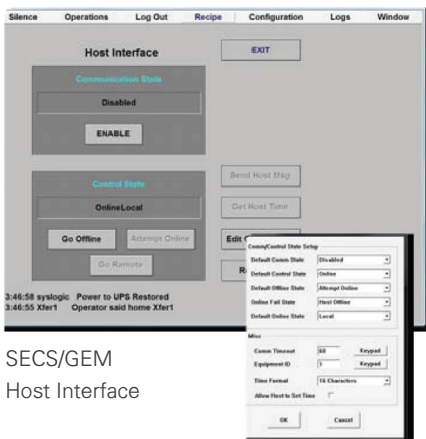 Silence Operations Log Out Recipe Configuration Logs Window
Host Interface
EXIT
Communication State
Disabled
ENABLE
Control State
OnlineLocal
Go Offline
Attempt Online
Go Remote
Send Host Msg
Get Host Time
Edit
R
3:46:58 syslogic Power to UPS Restored
3:46:55 Xfer1 Operator said home Xfer1
Comm/Control State Setup
Default Comm State Disabled
Default Control State Online
Default Offline State Attempt Online
Online Fail State Host Offline
Default Online State Local
Misc
Comm Timeout 60 Keypad
Equipment ID 1 Keypad
Time Format 16 Characters
Allow Host to Set Time
OK Cancel
SECS/GEM
Host Interface